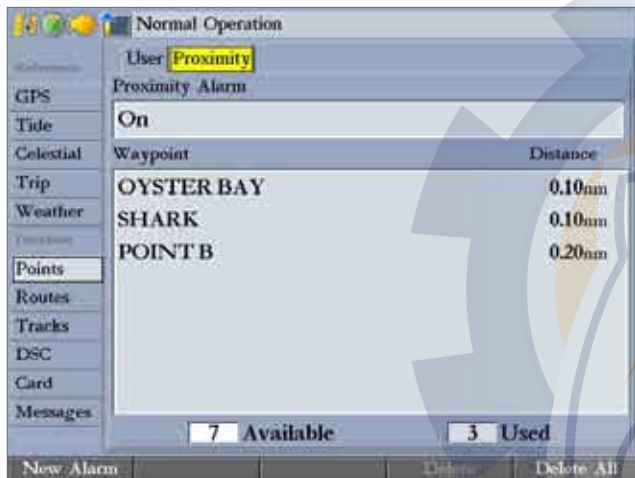 Normal Operation
User Proximity
Proximity Alarm
On
Waypoint Distance
OYSTER BAY 0.10nm
SHARK 0.10nm
POINT B 0.20nm
7 Available 3 Used
GPS
Tide
Celestial
Trip
Weather
Points
Routes
Tracks
DSC
Card
Messages
New Alarm Delete Delete All